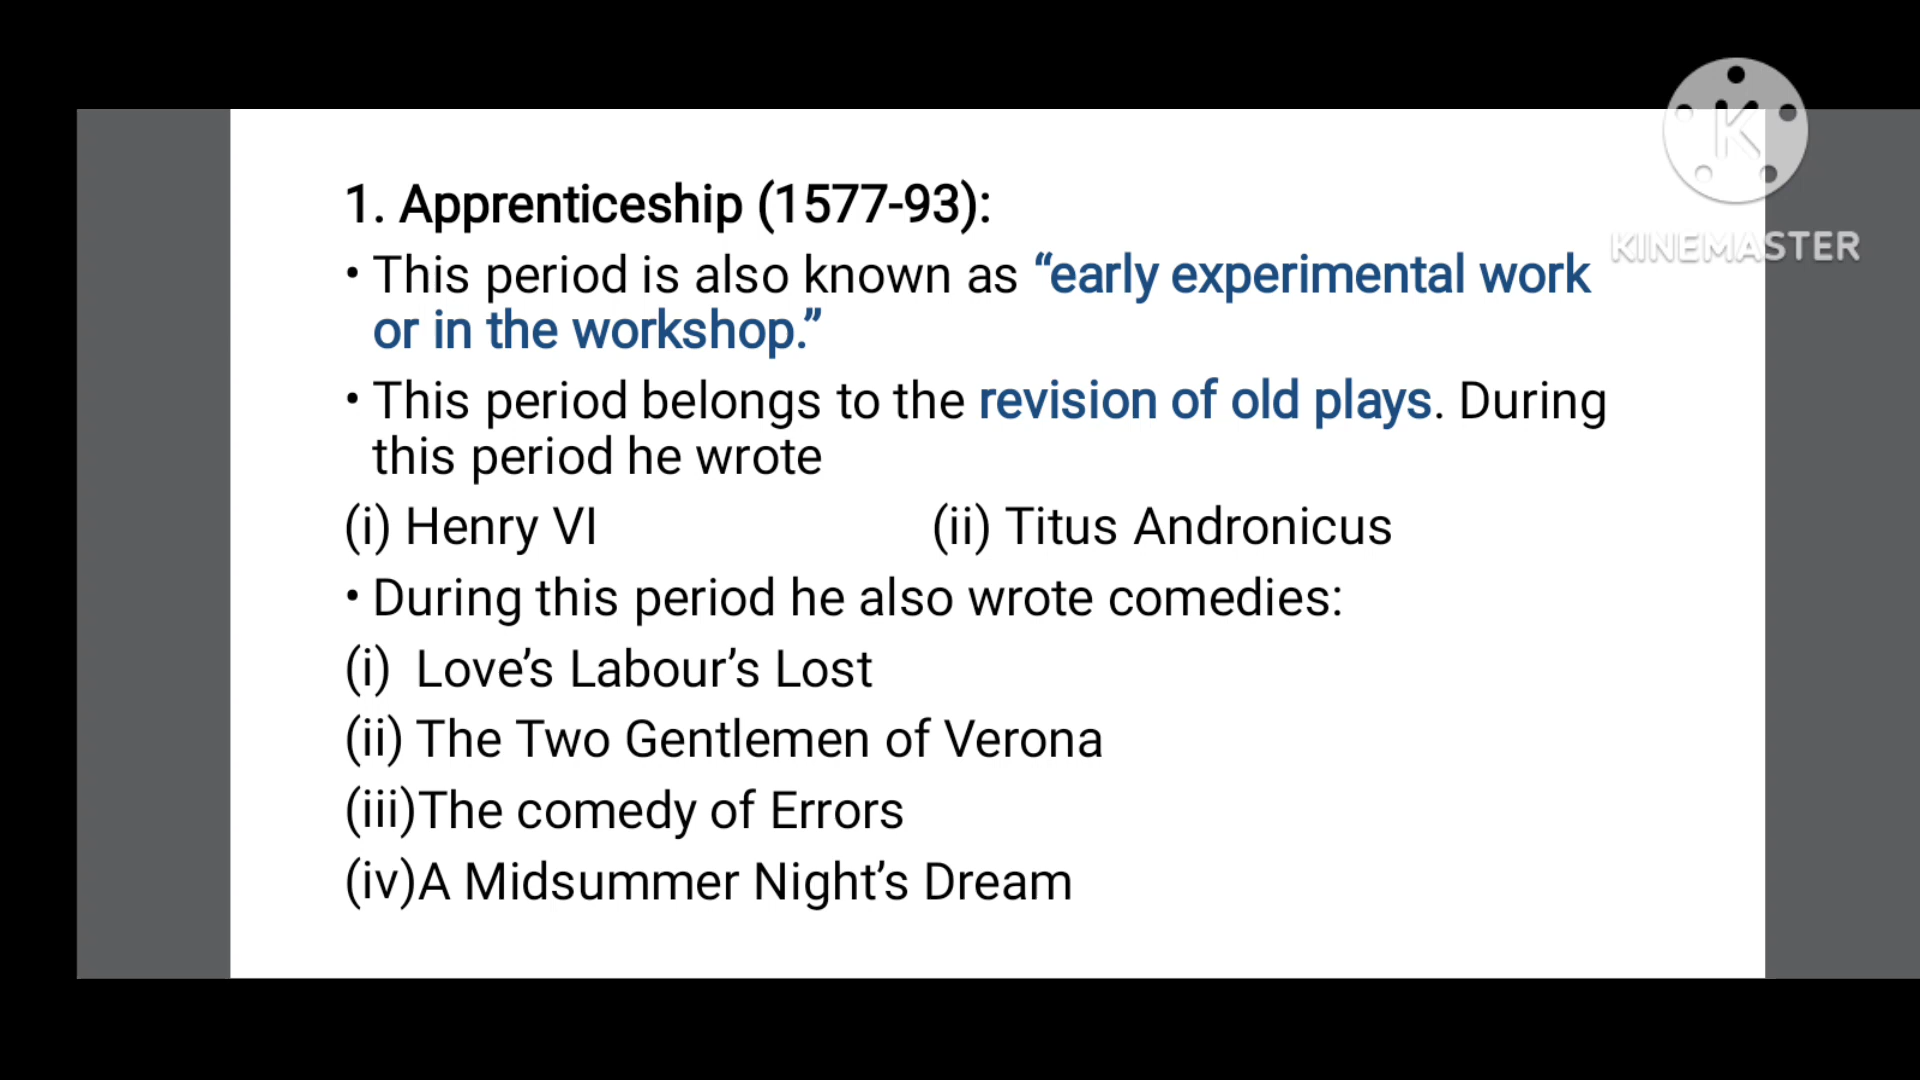 1. Apprenticeship (1577-93):
• This period is also known as “early experimental work
or in the workshop.”
• This period belongs to the revision of old plays. During
this period he wrote
(i) Henry VI (ii) Titus Andronicus
• During this period he also wrote comedies:
(i) Love’s Labour’s Lost
(ii) The Two Gentlemen of Verona
(iii)The comedy of Errors
(iv)A Midsummer Night’s Dream
K
KINEMASTER